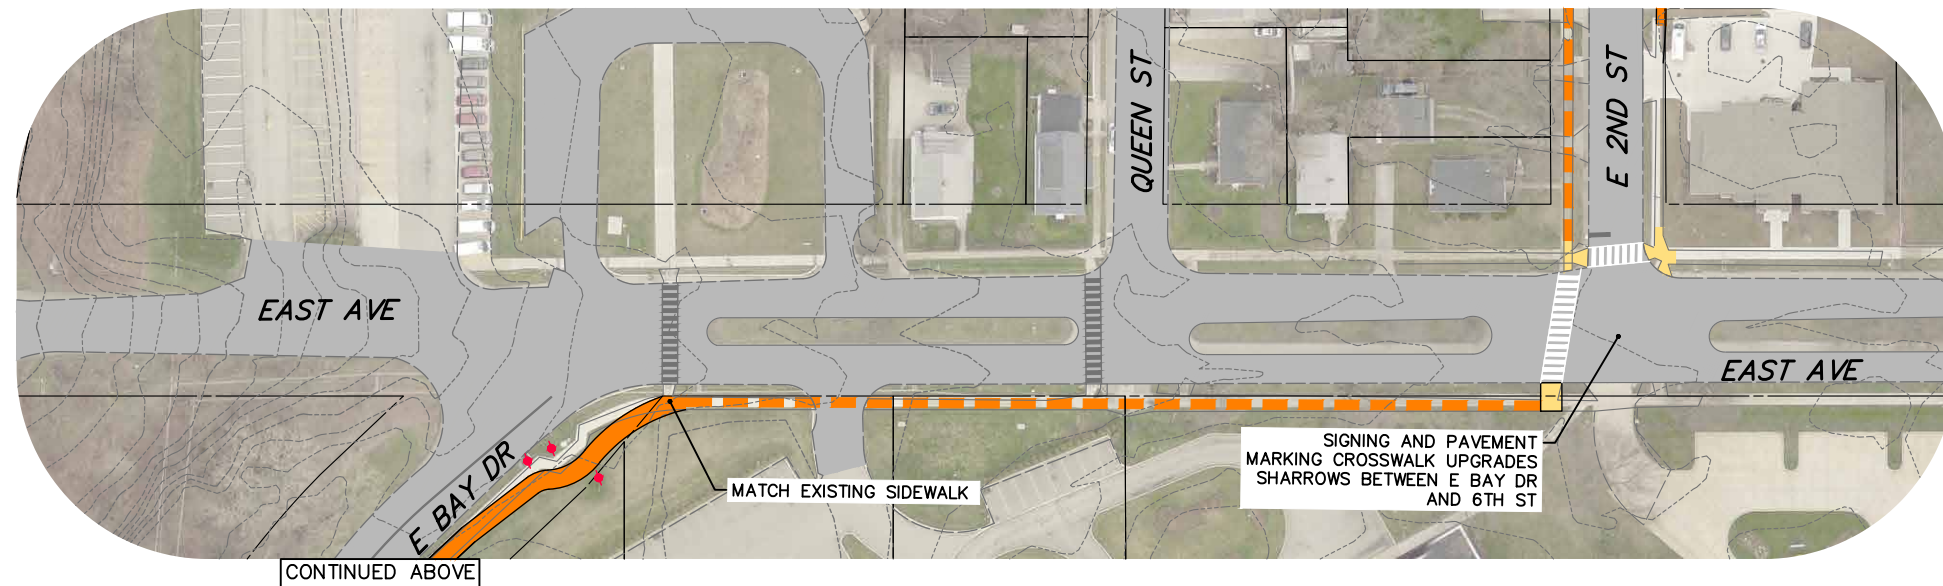 QUEEN ST
E 2ND ST
EAST AVE
EAST AVE
E BAY DR
MATCH EXISTING SIDEWALK
SIGNING AND PAVEMENT
MARKING CROSSWALK UPGRADES
SHARROWS BETWEEN E BAY DR
AND 6TH ST
CONTINUED ABOVE